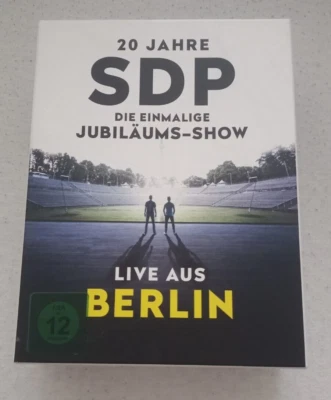 20 JAHRE
SDP
DIE EINMALIGE
JUBILÄUMS-SHOW
LIVE AUS
BERLIN
12